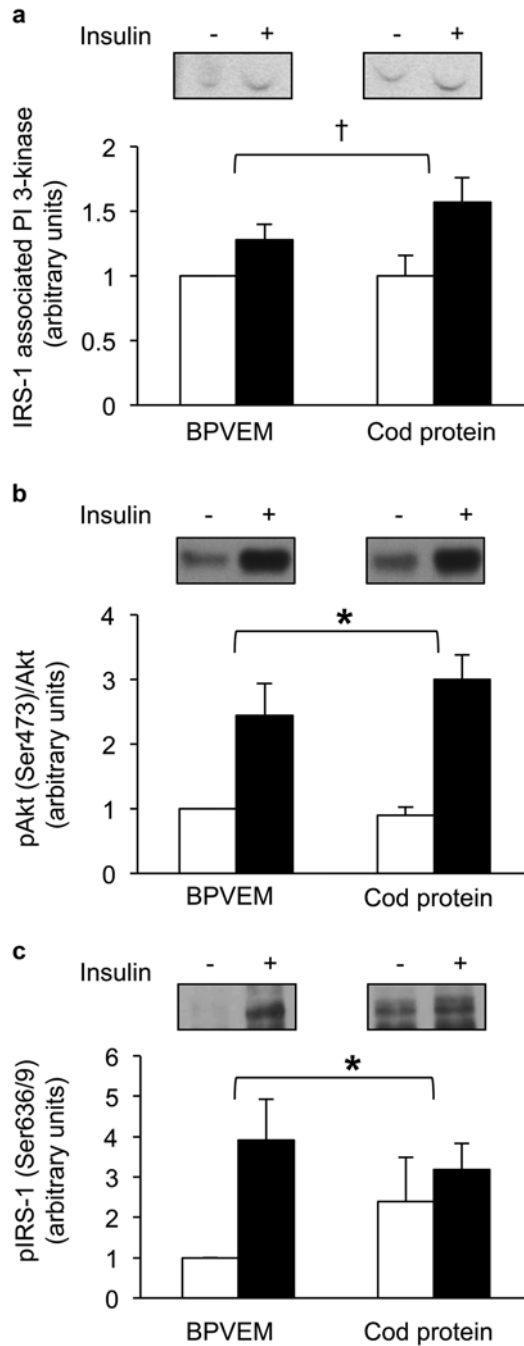 a
Insulin - + - +
†
IRS-1 associated PI 3-kinase
(arbitrary units)
2
1.5
1
0.5
0
BPVEM Cod protein
b
Insulin - + - +
*
pAkt (Ser473)/Akt
(arbitrary units)
4
3
2
1
0
BPVEM Cod protein
c
Insulin - + - +
*
pIRS-1 (Ser636/9)
(arbitrary units)
6
5
4
3
2
1
0
BPVEM Cod protein